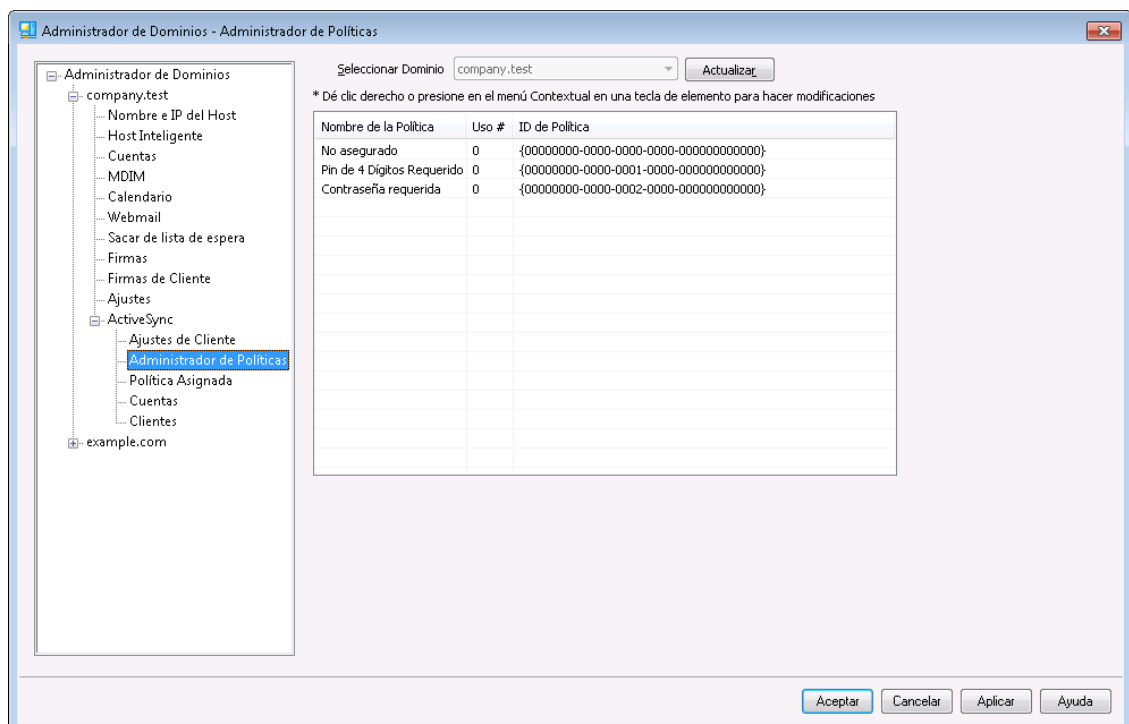 Administrador de Dominios - Administrador de Políticas
Administrador de Dominios
company.test
Nombre e IP del Host
Host Inteligente
Cuentas
MDIM
Calendario
Webmail
Sacar de lista de espera
Firmas
Firmas de Cliente
Ajustes
ActiveSync
Ajustes de Cliente
Administrador de Políticas
Política Asignada
Cuentas
Clientes
example.com
Seleccionar Dominio company.test Actualizar
* Dé clic derecho o presione en el menú Contextual en una tecla de elemento para hacer modificaciones
Nombre de la Política Uso # ID de Política
No asegurado 0 {00000000-0000-0000-0000-000000000000}
Pin de 4 Dígitos Requerido 0 {00000000-0000-0001-0000-000000000000}
Contraseña requerida 0 {00000000-0000-0002-0000-000000000000}
Aceptar Cancelar Aplicar Ayuda